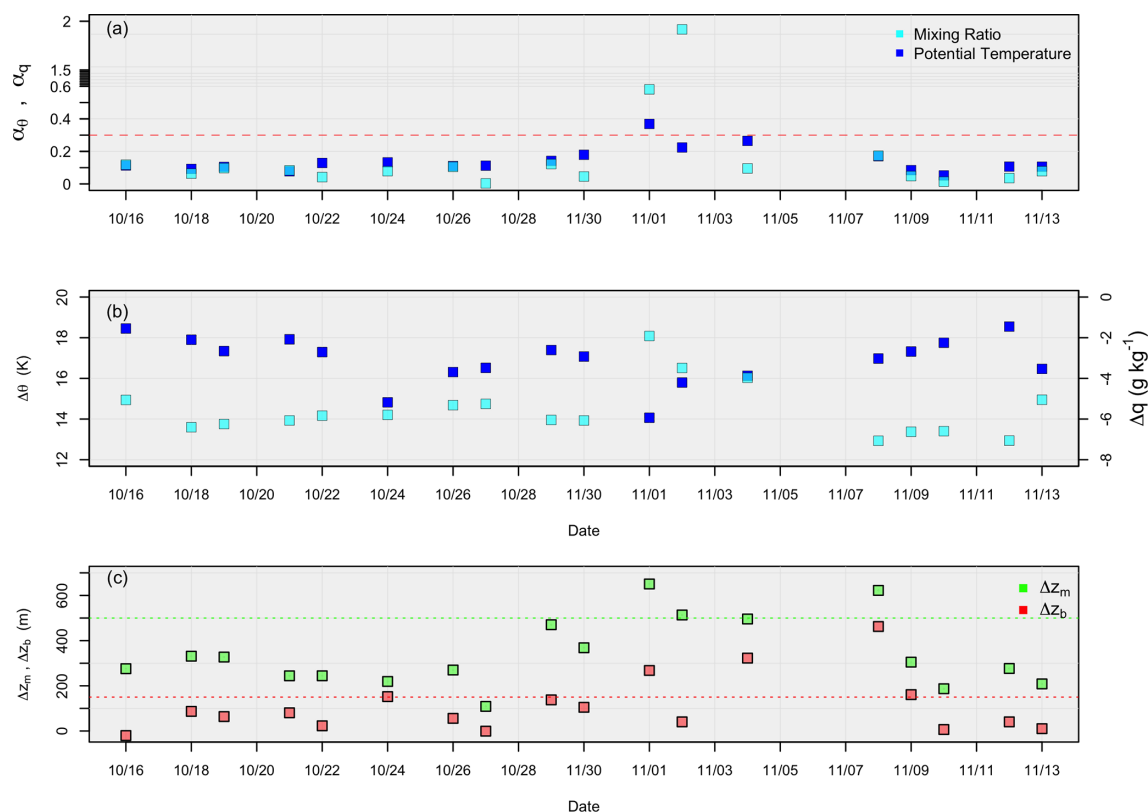 (a)
Mixing Ratio
Potential Temperature
2
1.5
0.6
0.4
0.2
0
α_θ , α_q
10/16 10/18 10/20 10/22 10/24 10/26 10/28 11/30 11/01 11/03 11/05 11/07 11/09 11/11 11/13
(b)
20
18
16
14
12
Δθ (K)
0
-2
-4
-6
-8
Δq (g kg⁻¹)
10/16 10/18 10/20 10/22 10/24 10/26 10/28 11/30 11/01 11/03 11/05 11/07 11/09 11/11 11/13
Date
(c)
Δz_m
Δz_b
600
400
200
0
Δz_m , Δz_b (m)
10/16 10/18 10/20 10/22 10/24 10/26 10/28 11/30 11/01 11/03 11/05 11/07 11/09 11/11 11/13
Date